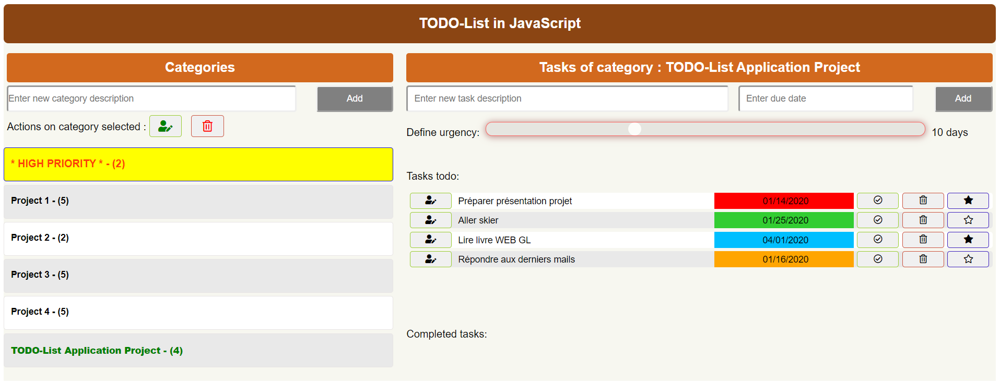 TODO-List in JavaScript
Categories
Enter new category description
Add
Actions on category selected :
* HIGH PRIORITY * - (2)
Project 1 - (5)
Project 2 - (2)
Project 3 - (5)
Project 4 - (5)
TODO-List Application Project - (4)
Tasks of category : TODO-List Application Project
Enter new task description
Enter due date
Add
Define urgency:
10 days
Tasks todo:
Préparer présentation projet 01/14/2020
Aller skier 01/25/2020
Lire livre WEB GL 04/01/2020
Répondre aux derniers mails 01/16/2020
Completed tasks: